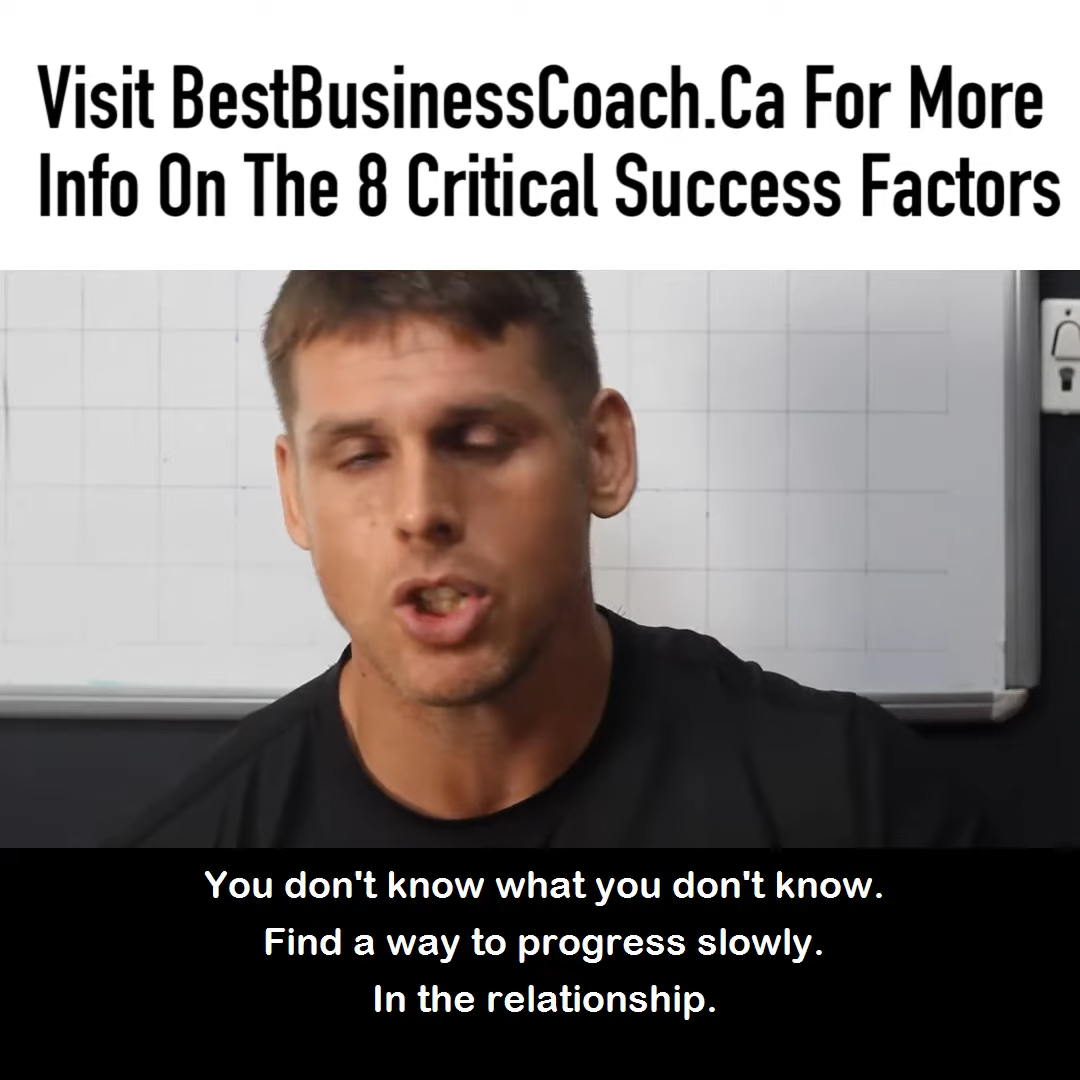 Visit BestBusinessCoach.Ca For More
Info On The 8 Critical Success Factors
You don't know what you don't know.
Find a way to progress slowly.
In the relationship.